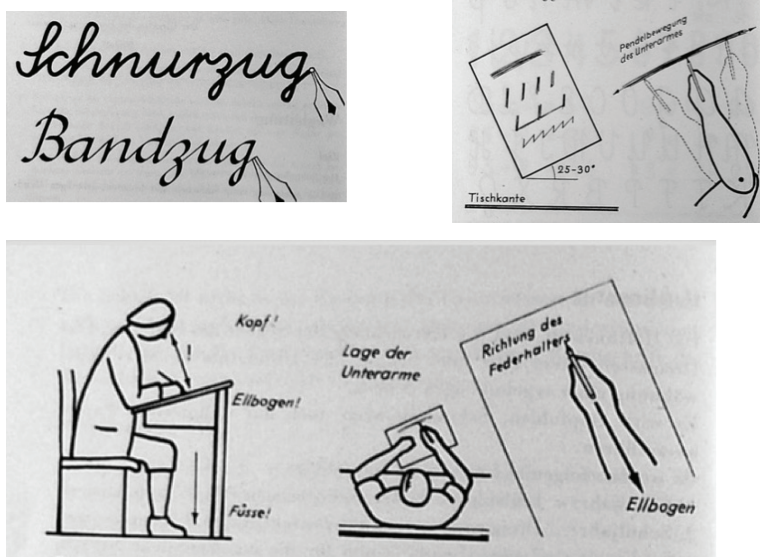 Schnurzug
Bandzug
Pendelbewegung
des Unterarmes
25-30°
Tischkante
Kopf!
!
Ellbogen!
Füsse!
Lage der
Unterarme
Richtung des
Federhalters
Ellbogen